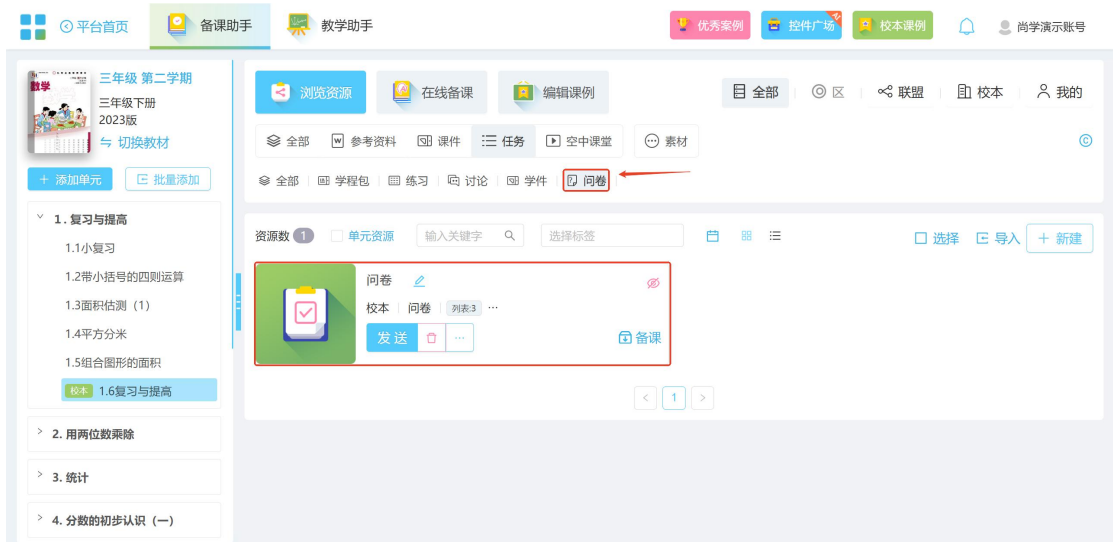 平台首页 备课助手 教学助手 优秀案例 控件广场 校本课例 尚学演示账号
数学
三年级 第二学期
三年级下册
2023版
切换教材
+ 添加单元 批量添加
1. 复习与提高
1.1小复习
1.2带小括号的四则运算
1.3面积估测（1）
1.4平方分米
1.5组合图形的面积
校本 1.6复习与提高
2. 用两位数乘除
3. 统计
4. 分数的初步认识（一）
浏览资源 在线备课 编辑课例 全部 区 联盟 校本 我的
全部 参考资料 课件 任务 空中课堂 素材
全部 学程包 练习 讨论 学件 问卷
资源数 1 单元资源 输入关键字 选择标签 选择 导入 + 新建
问卷
校本 问卷 列表:3 ···
发送 ··· 备课
< 1 >